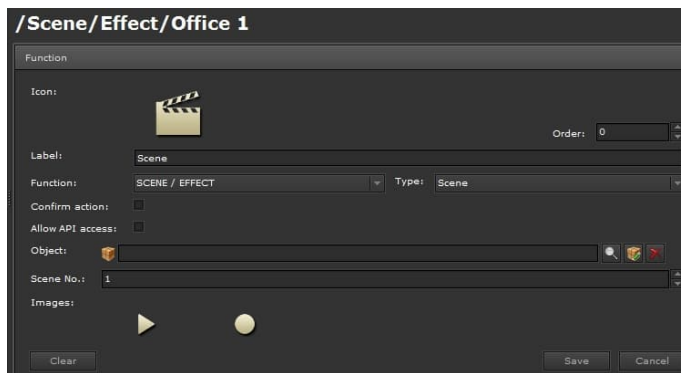 /Scene/Effect/Office 1
Function
Icon:
Order: 0
Label: Scene
Function: SCENE / EFFECT Type: Scene
Confirm action:
Allow API access:
Object:
Scene No.: 1
Images:
Clear Save Cancel